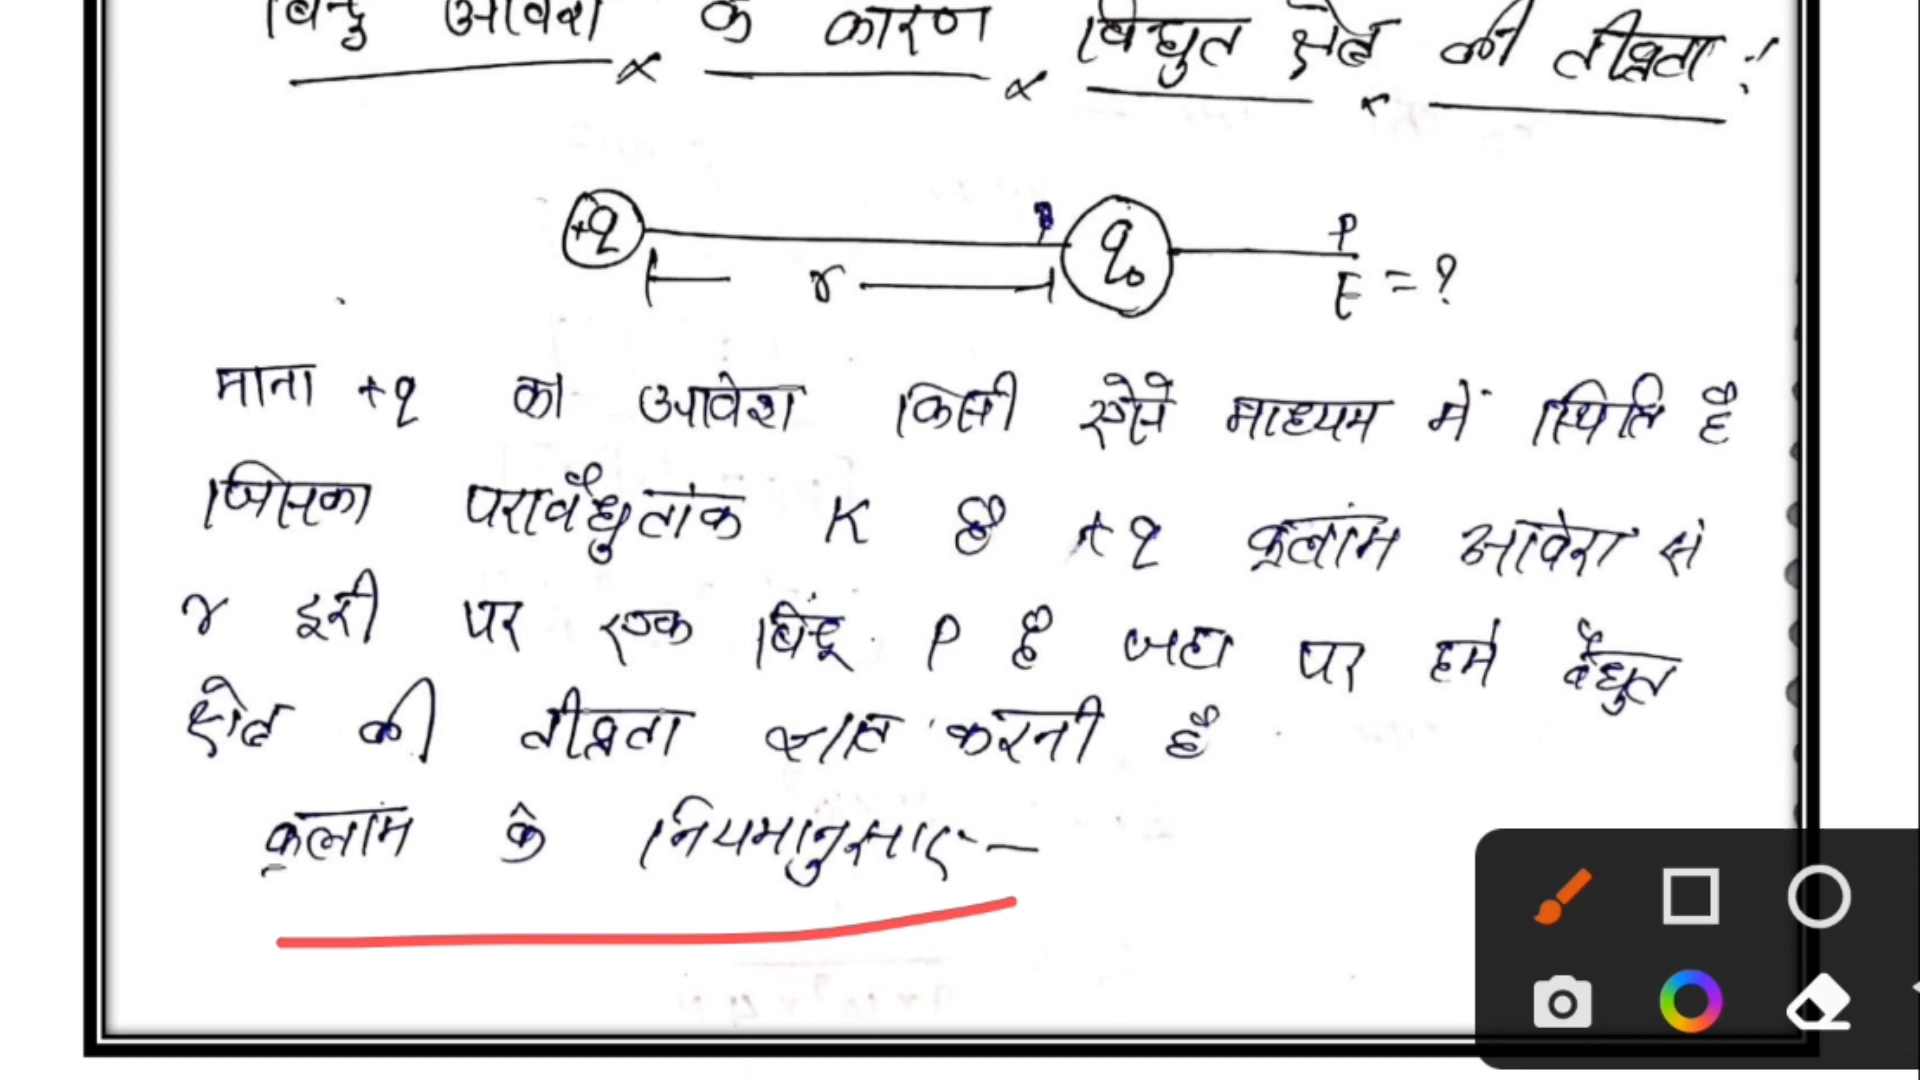 बिन्दु आवेश के कारण विद्युत क्षेत्र की तीव्रता :
+q r q₀ P
E = ?
माना +q का आवेश किसी ऐसे माध्यम में स्थिति है
जिसका परावैद्युतांक K है +q कूलांम आवेश से
r दूरी पर एक बिंदू P है जहा पर हमे वैद्युत
क्षेत्र की तीव्रता ज्ञात करनी है
कूलांम के नियमानुसार -